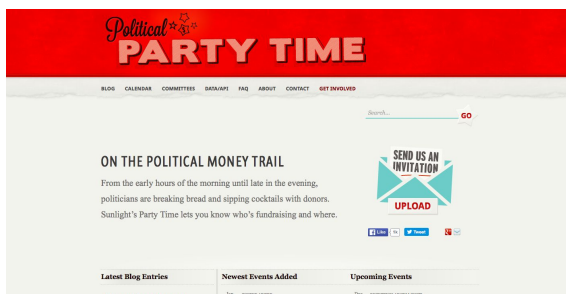 Political
PARTY TIME
BLOG CALENDAR COMMITTEES DATA/API FAQ ABOUT CONTACT GET INVOLVED
Search...
GO
ON THE POLITICAL MONEY TRAIL
From the early hours of the morning until late in the evening,
politicians are breaking bread and sipping cocktails with donors.
Sunlight's Party Time lets you know who's fundraising and where.
SEND US AN
INVITATION
UPLOAD
Like
Tweet
Latest Blog Entries
Newest Events Added
Upcoming Events